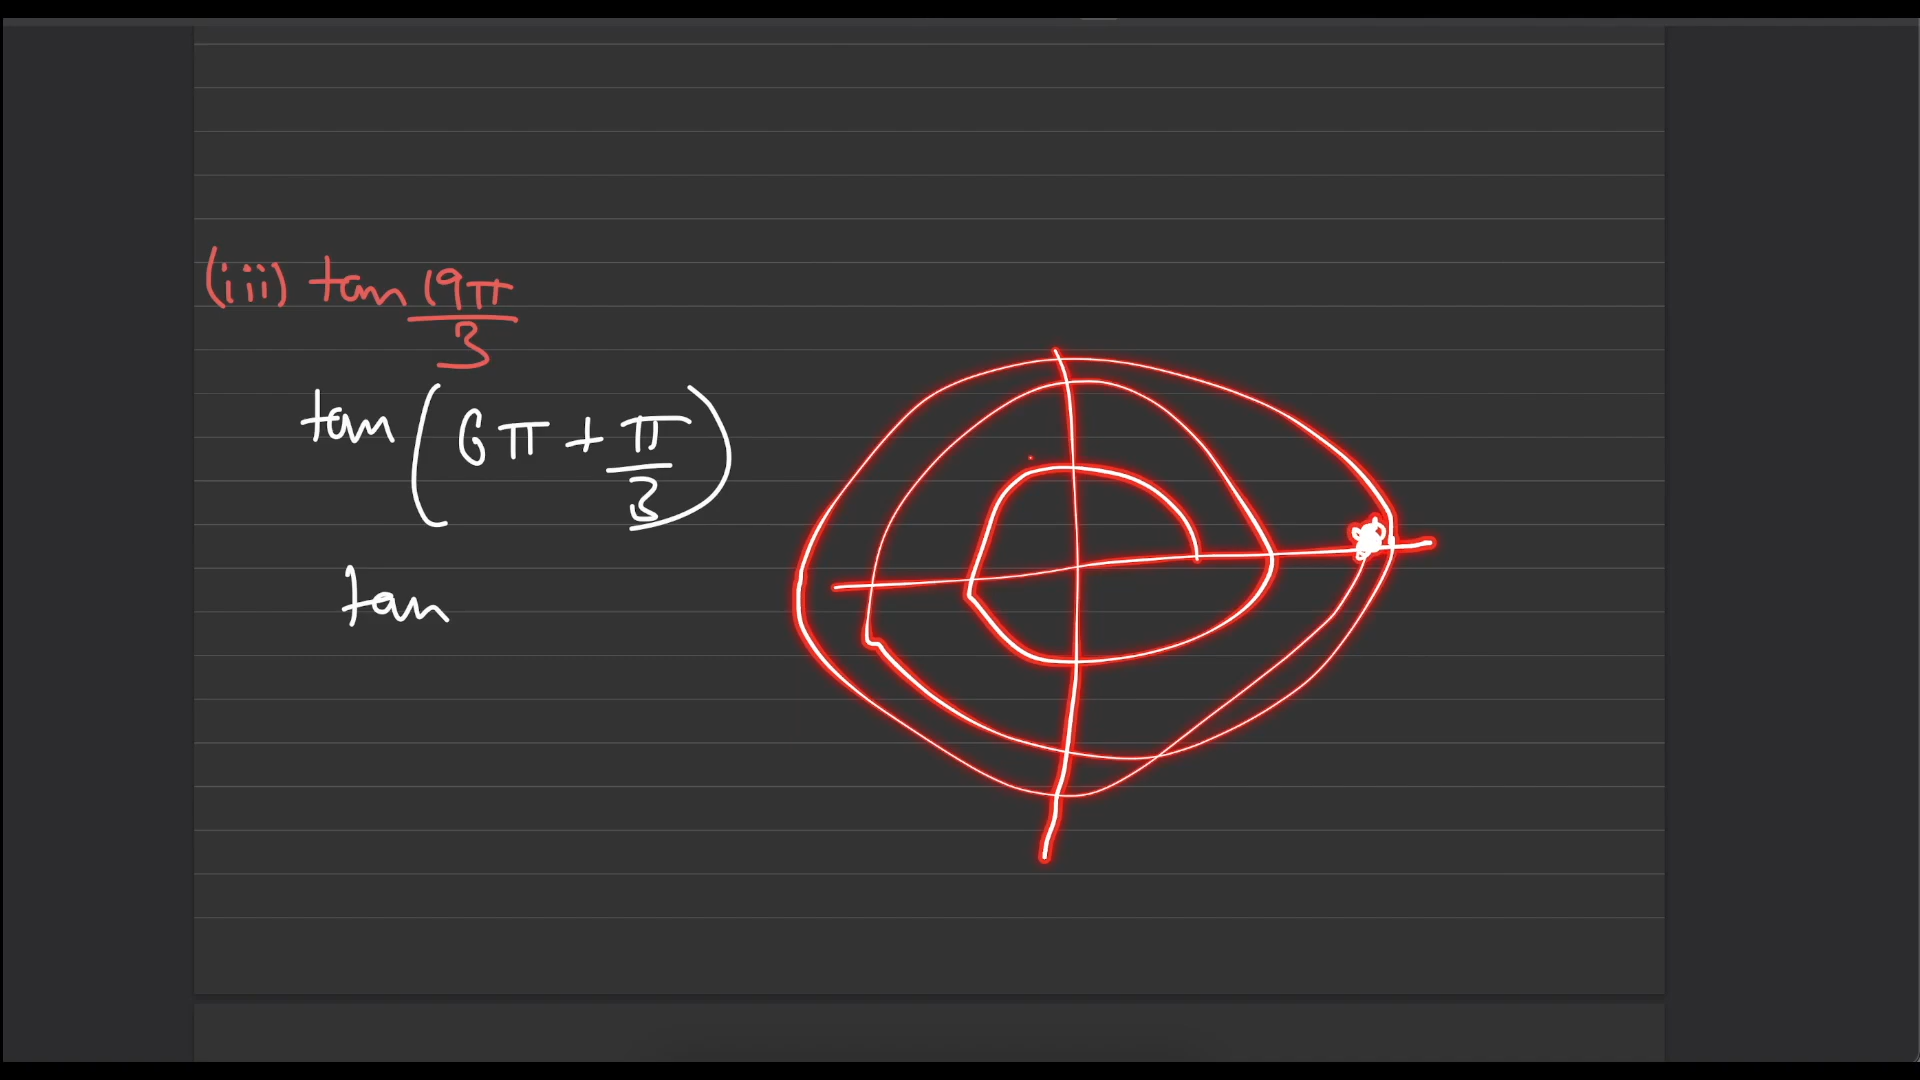 (iii) tan 19π/3
tan (6π + π/3)
tan